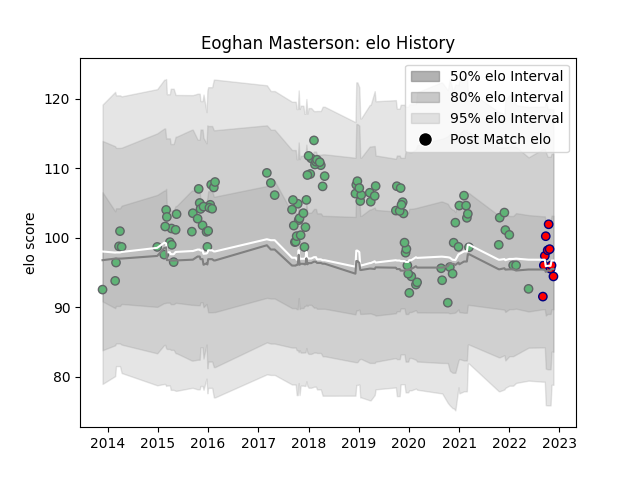 Eoghan Masterson: elo History
50% elo Interval
80% elo Interval
95% elo Interval
Post Match elo
elo score
120
110
100
90
80
2014 2015 2016 2017 2018 2019 2020 2021 2022 2023